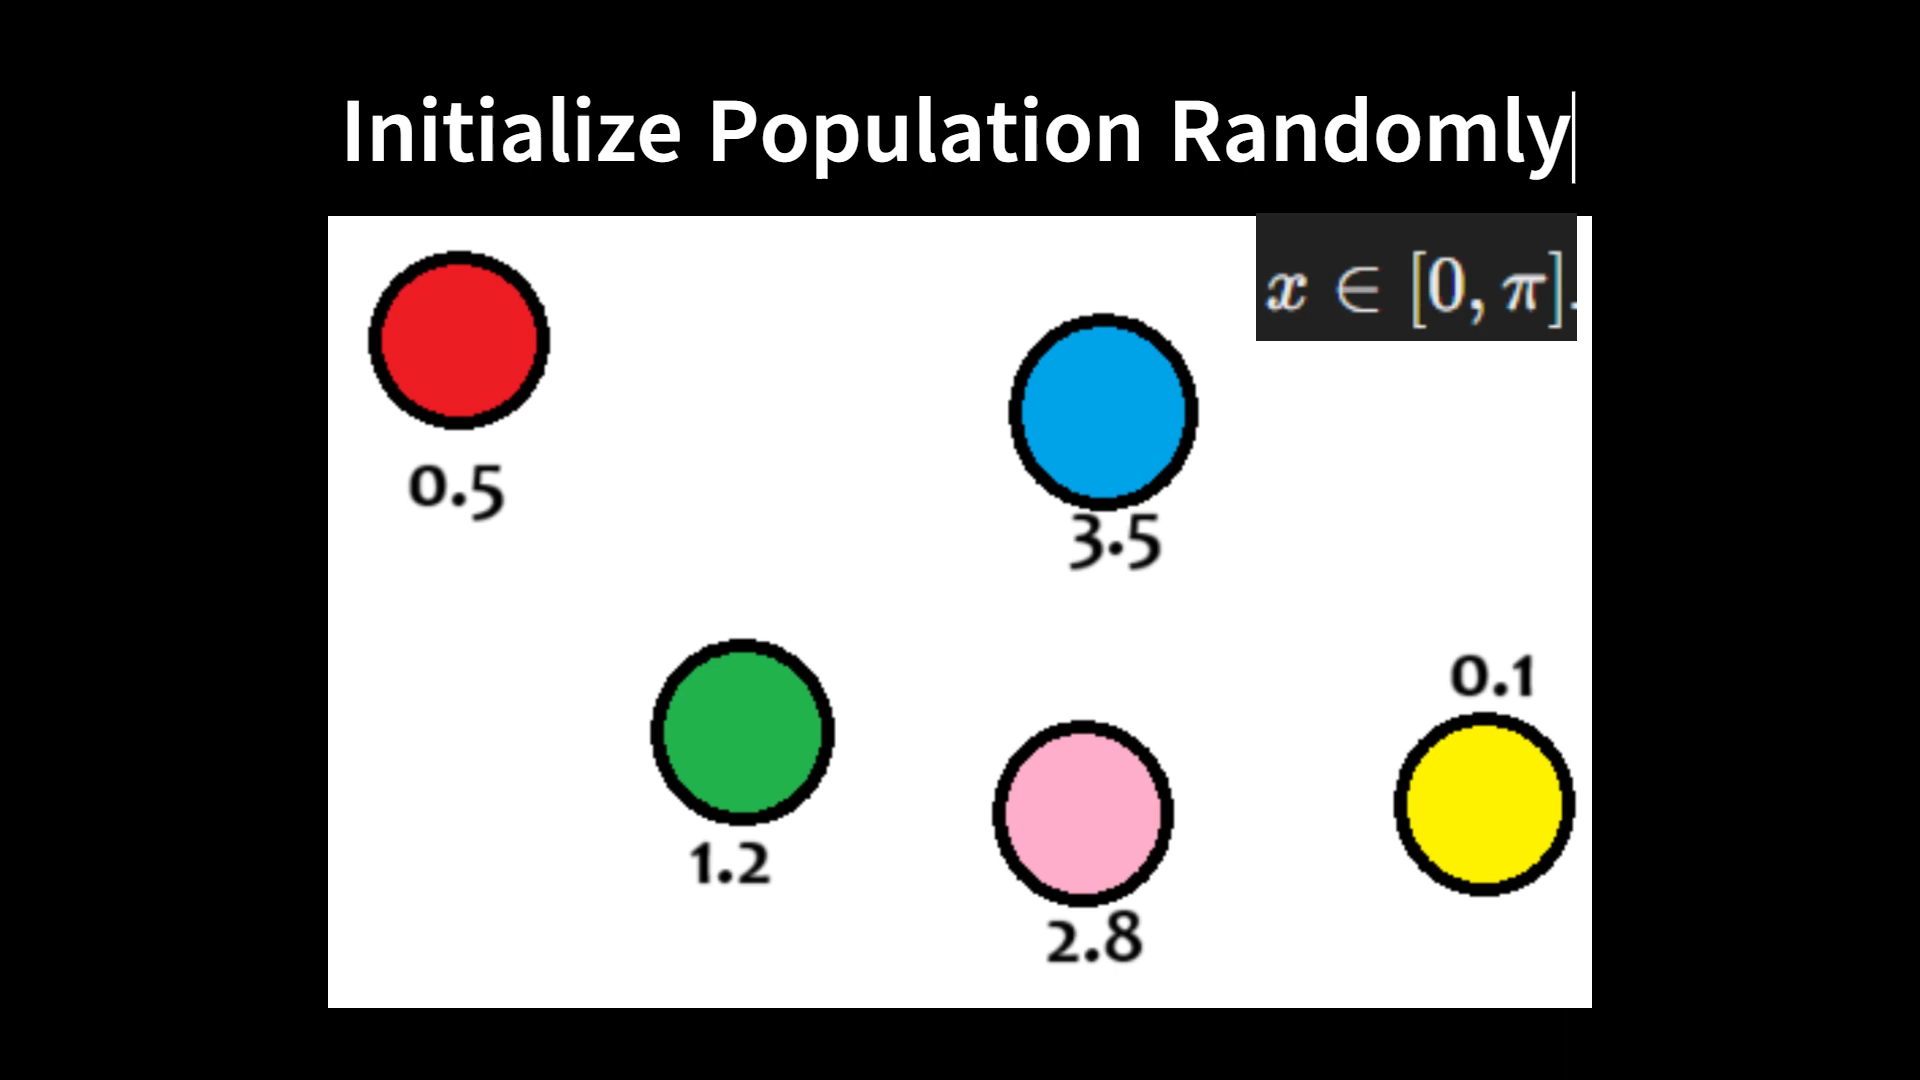 Initialize Population Randomly
x ∈ [0, π].
0.5
3.5
0.1
1.2
2.8